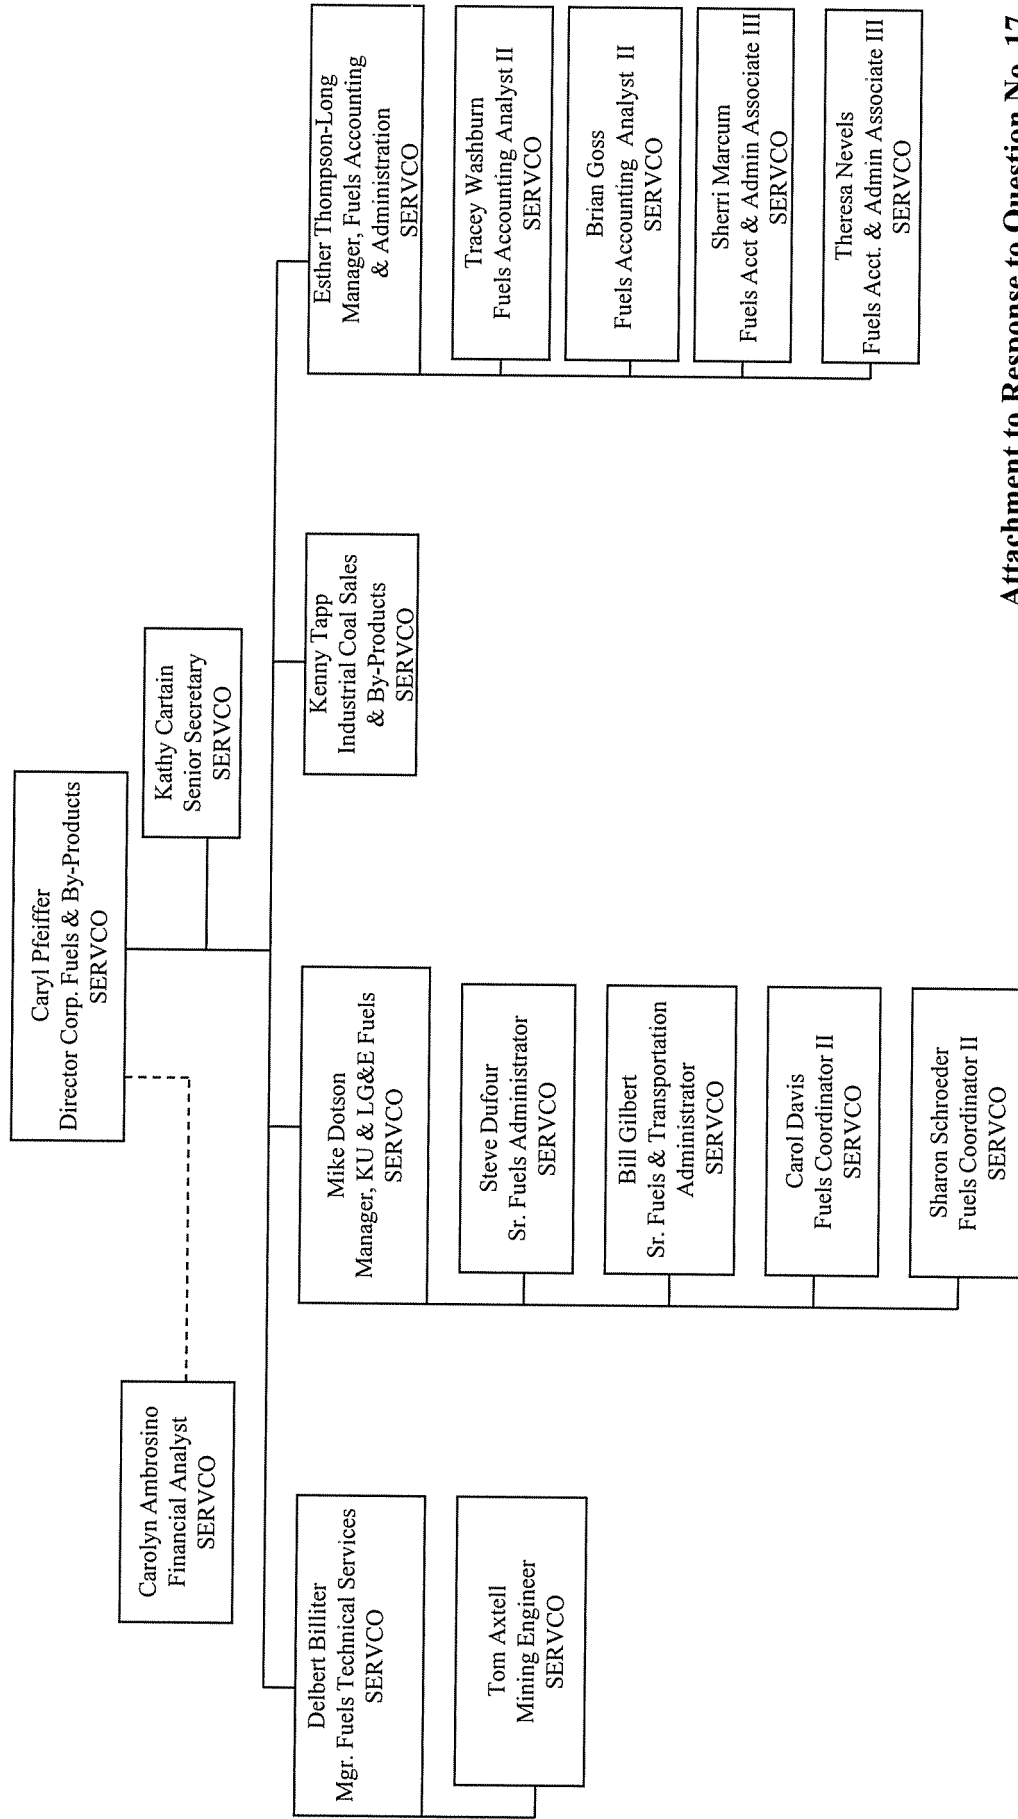 Caryl Pfeiffer
Director Corp. Fuels & By-Products
SERVCO
Kathy Cartain
Senior Secretary
SERVCO
Carolyn Ambrosino
Financial Analyst
SERVCO
Delbert Billiter
Mgr. Fuels Technical Services
SERVCO
Tom Axtell
Mining Engineer
SERVCO
Mike Dotson
Manager, KU & LG&E Fuels
SERVCO
Steve Dufour
Sr. Fuels Administrator
SERVCO
Bill Gilbert
Sr. Fuels & Transportation
Administrator
SERVCO
Carol Davis
Fuels Coordinator II
SERVCO
Sharon Schroeder
Fuels Coordinator II
SERVCO
Kenny Tapp
Industrial Coal Sales
& By-Products
SERVCO
Esther Thompson-Long
Manager, Fuels Accounting
& Administration
SERVCO
Tracey Washburn
Fuels Accounting Analyst II
SERVCO
Brian Goss
Fuels Accounting Analyst II
SERVCO
Sherri Marcum
Fuels Acct & Admin Associate III
SERVCO
Theresa Nevels
Fuels Acct. & Admin Associate III
SERVCO
Attachment to Response to Question No. 17